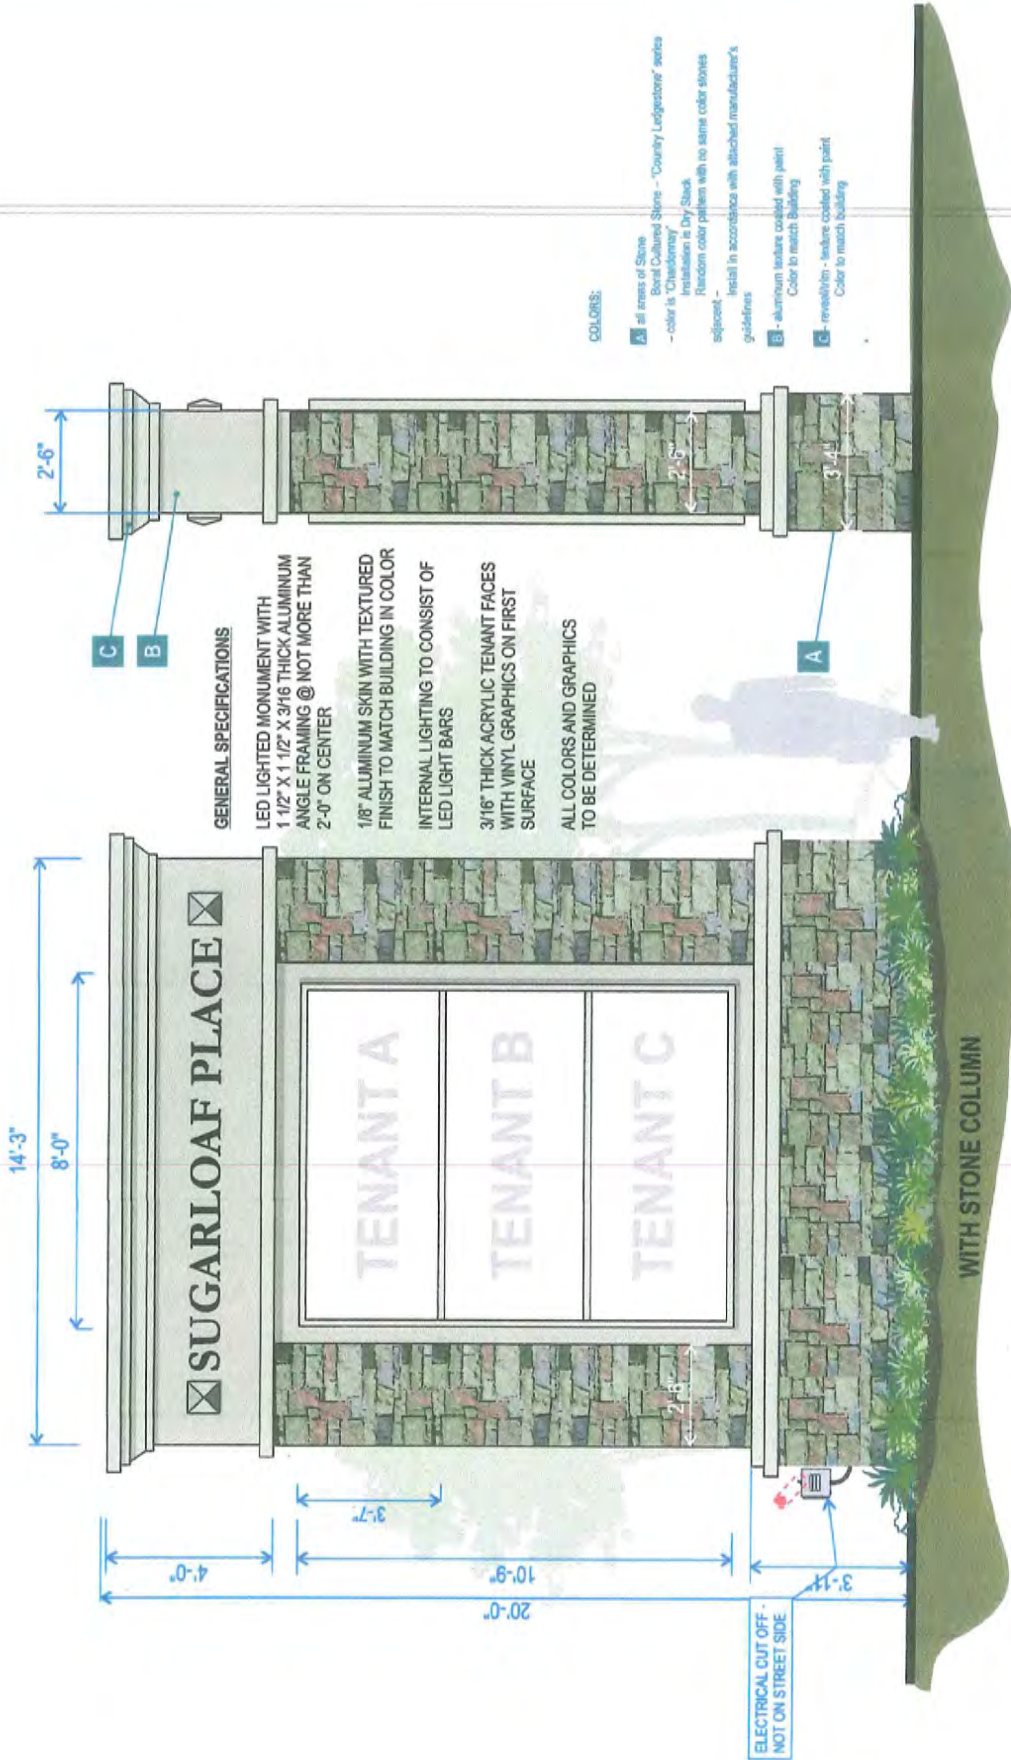 14'-3"
8'-0"
SUGARLOAF PLACE
TENANT A
TENANT B
TENANT C
2'-6"
4'-0"
3'-7"
10'-9"
20'-0"
3'-11"
ELECTRICAL CUT OFF -
NOT ON STREET SIDE
WITH STONE COLUMN
GENERAL SPECIFICATIONS
LED LIGHTED MONUMENT WITH
1 1/2" X 1 1/2" X 3/16 THICK ALUMINUM
ANGLE FRAMING @ NOT MORE THAN
2'-0" ON CENTER
1/8" ALUMINUM SKIN WITH TEXTURED
FINISH TO MATCH BUILDING IN COLOR
INTERNAL LIGHTING TO CONSIST OF
LED LIGHT BARS
3/16" THICK ACRYLIC TENANT FACES
WITH VINYL GRAPHICS ON FIRST
SURFACE
ALL COLORS AND GRAPHICS
TO BE DETERMINED
C
B
A
2'-6"
2'-6"
3'-4"
COLORS:
A all areas of Stone
Boral Cultured Stone - "Country Ledgestone" series
- color is "Chardonnay"
Installation is Dry Stack
Random color pattern with no same color stones
adjacent -
Install in accordance with attached manufacturer's
guidelines
B - aluminum texture coated with paint
Color to match Building
C - reveal/trim - texture coated with paint
Color to match building